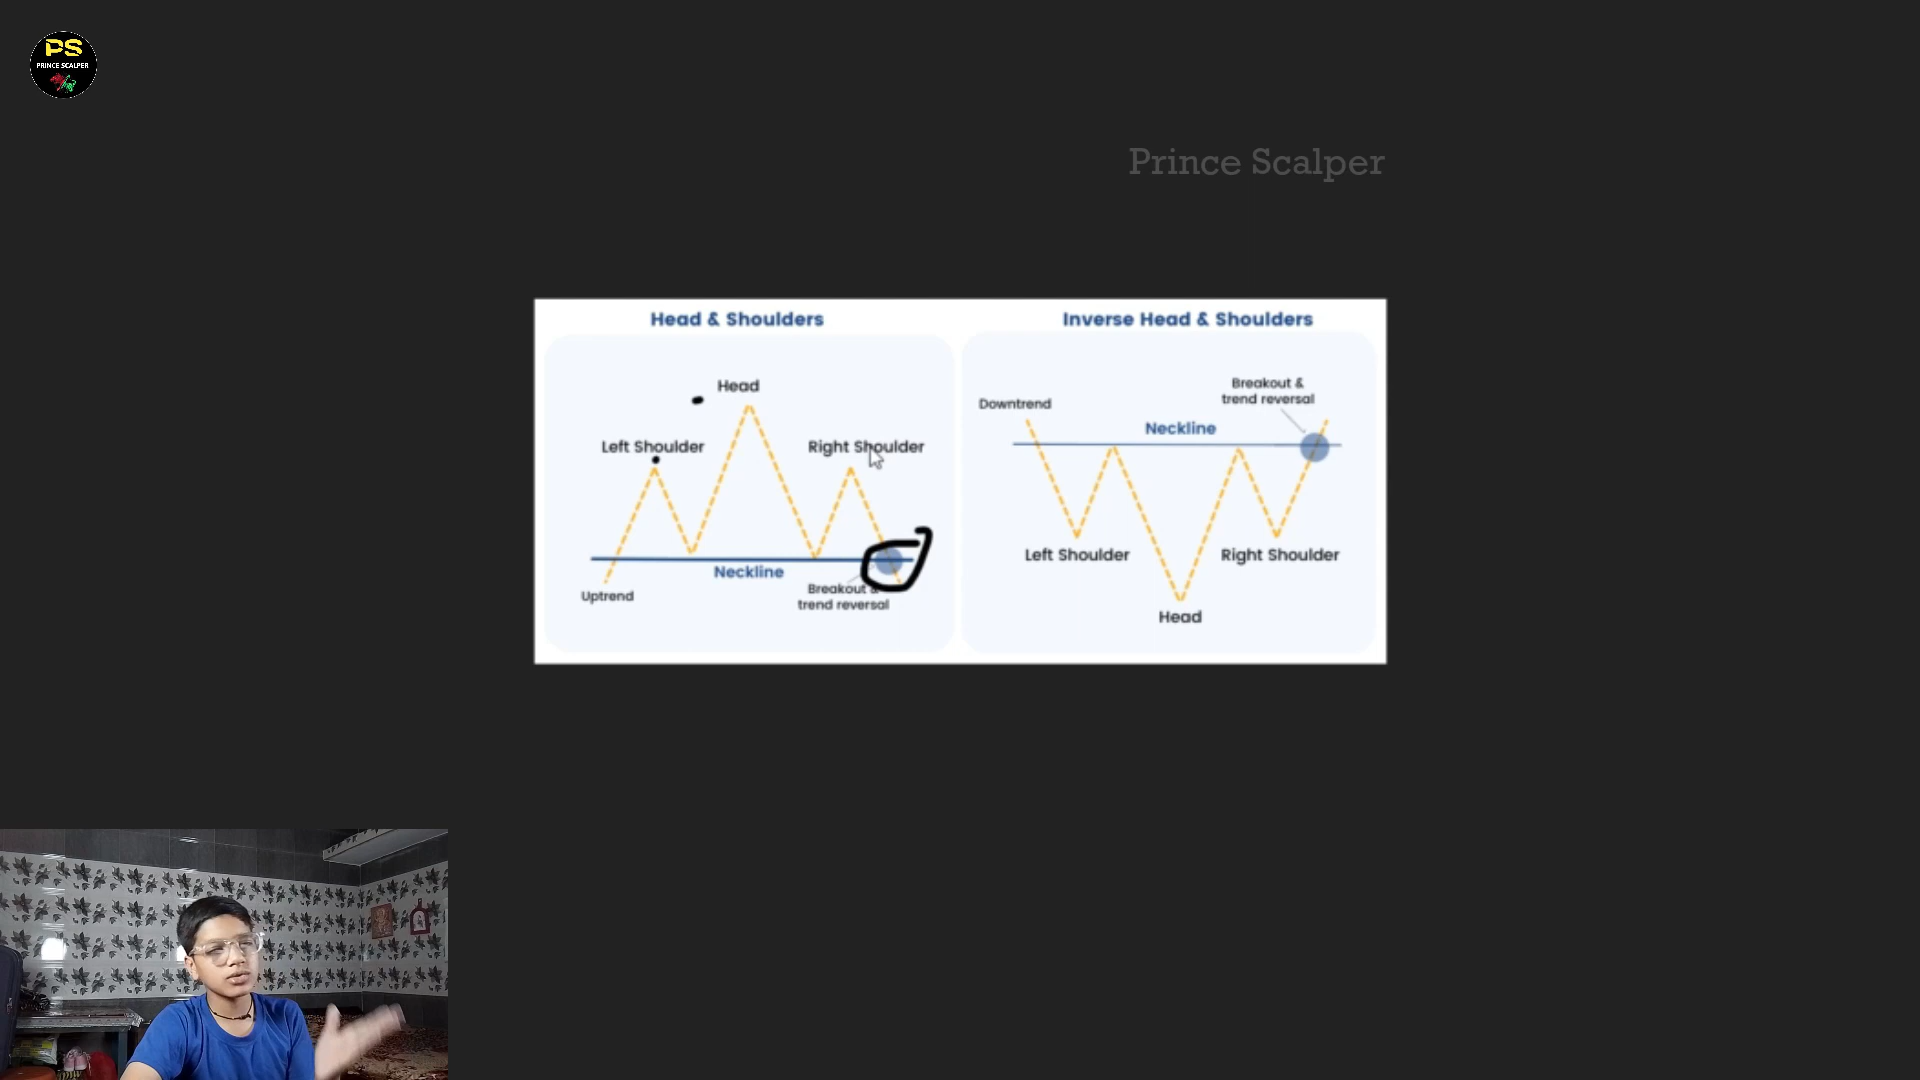 PS
PRINCE SCALPER
Prince Scalper
Head & Shoulders
Head
Left Shoulder
Right Shoulder
Neckline
Uptrend
Breakout &
trend reversal
Inverse Head & Shoulders
Downtrend
Breakout &
trend reversal
Neckline
Left Shoulder
Right Shoulder
Head